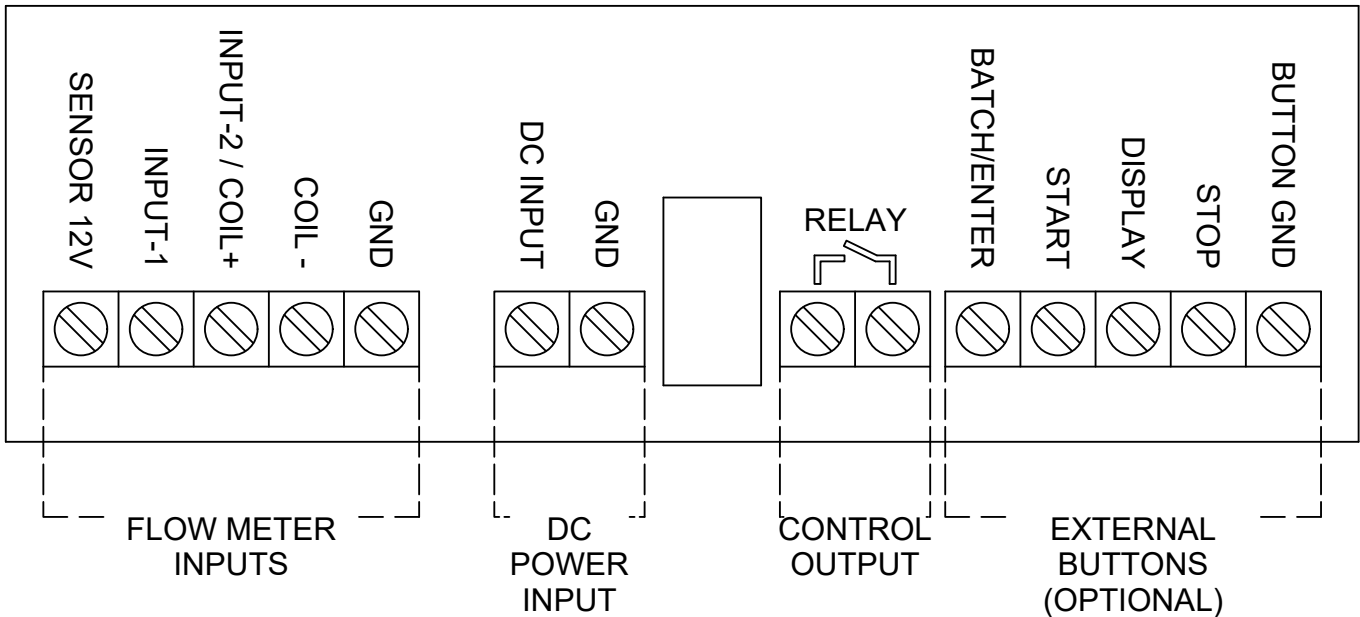 SENSOR 12V
INPUT-1
INPUT-2 / COIL+
COIL -
GND
DC INPUT
GND
RELAY
BATCH/ENTER
START
DISPLAY
STOP
BUTTON GND
FLOW METER
INPUTS
DC
POWER
INPUT
CONTROL
OUTPUT
EXTERNAL
BUTTONS
(OPTIONAL)